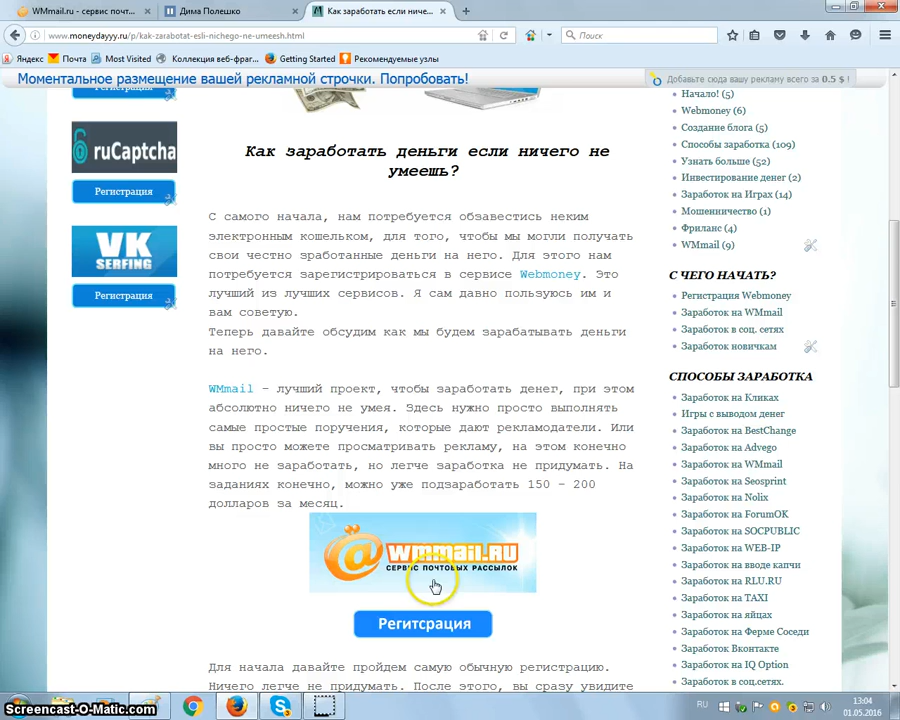 WMmail.ru - сервис почт...
Дима Полешко
Как заработать если ниче...
www.moneydayyy.ru/p/kak-zarabotat-esli-nichego-ne-umeesh.html
Поиск
Яндекс
Почта
Most Visited
Коллекция веб-фраг...
Getting Started
Рекомендуемые узлы
Моментальное размещение вашей рекламной строчки. Попробовать!
Добавьте сюда вашу рекламу всего за 0.5 $ !
Регистрация
ruCaptcha
Регистрация
VK
SERFING
Регистрация
Как заработать деньги если ничего не
умеешь?
С самого начала, нам потребуется обзавестись неким
электронным кошельком, для того, чтобы мы могли получать
свои честно зработанные деньги на него. Для этого нам
потребуется зарегистрироваться в сервисе Webmoney. Это
лучший из лучших сервисов. Я сам давно пользуюсь им и
вам советую.
Теперь давайте обсудим как мы будем зарабатывать деньги
на него.
WMmail - лучший проект, чтобы заработать денег, при этом
абсолютно ничего не умея. Здесь нужно просто выполнять
самые простые поручения, которые дают рекламодатели. Или
вы просто можете просматривать рекламу, на этом конечно
много не заработать, но легче заработка не придумать. На
заданиях конечно, можно уже подзаработать 150 - 200
долларов за месяц.
@ wmmail.ru
СЕРВИС ПОЧТОВЫХ РАССЫЛОК
Регитсрация
Для начала давайте пройдем самую обычную регистрацию.
Ничего легче не придумать. После этого, вы сразу увидите
Начало! (5)
Webmoney (6)
Создание блога (5)
Способы заработка (109)
Узнать больше (52)
Инвестирование денег (2)
Заработок на Играх (14)
Мошенничество (1)
Фриланс (4)
WMmail (9)
С ЧЕГО НАЧАТЬ?
Регистрация Webmoney
Заработок на WMmail
Заработок в соц. сетях
Заработок новичкам
СПОСОБЫ ЗАРАБОТКА
Заработок на Кликах
Игры с выводом денег
Заработок на BestChange
Заработок на Advego
Заработок на WMmail
Заработок на Seosprint
Заработок на Nolix
Заработок на ForumOK
Заработок на SOCPUBLIC
Заработок на WEB-IP
Заработок на вводе капчи
Заработок на RLU.RU
Заработок на TAXI
Заработок на яйцах
Заработок на Ферме Соседи
Заработок Вконтакте
Заработок на IQ Option
Заработок в соц.сетях.
RU
13:04
01.05.2016
Screencast-O-Matic.com